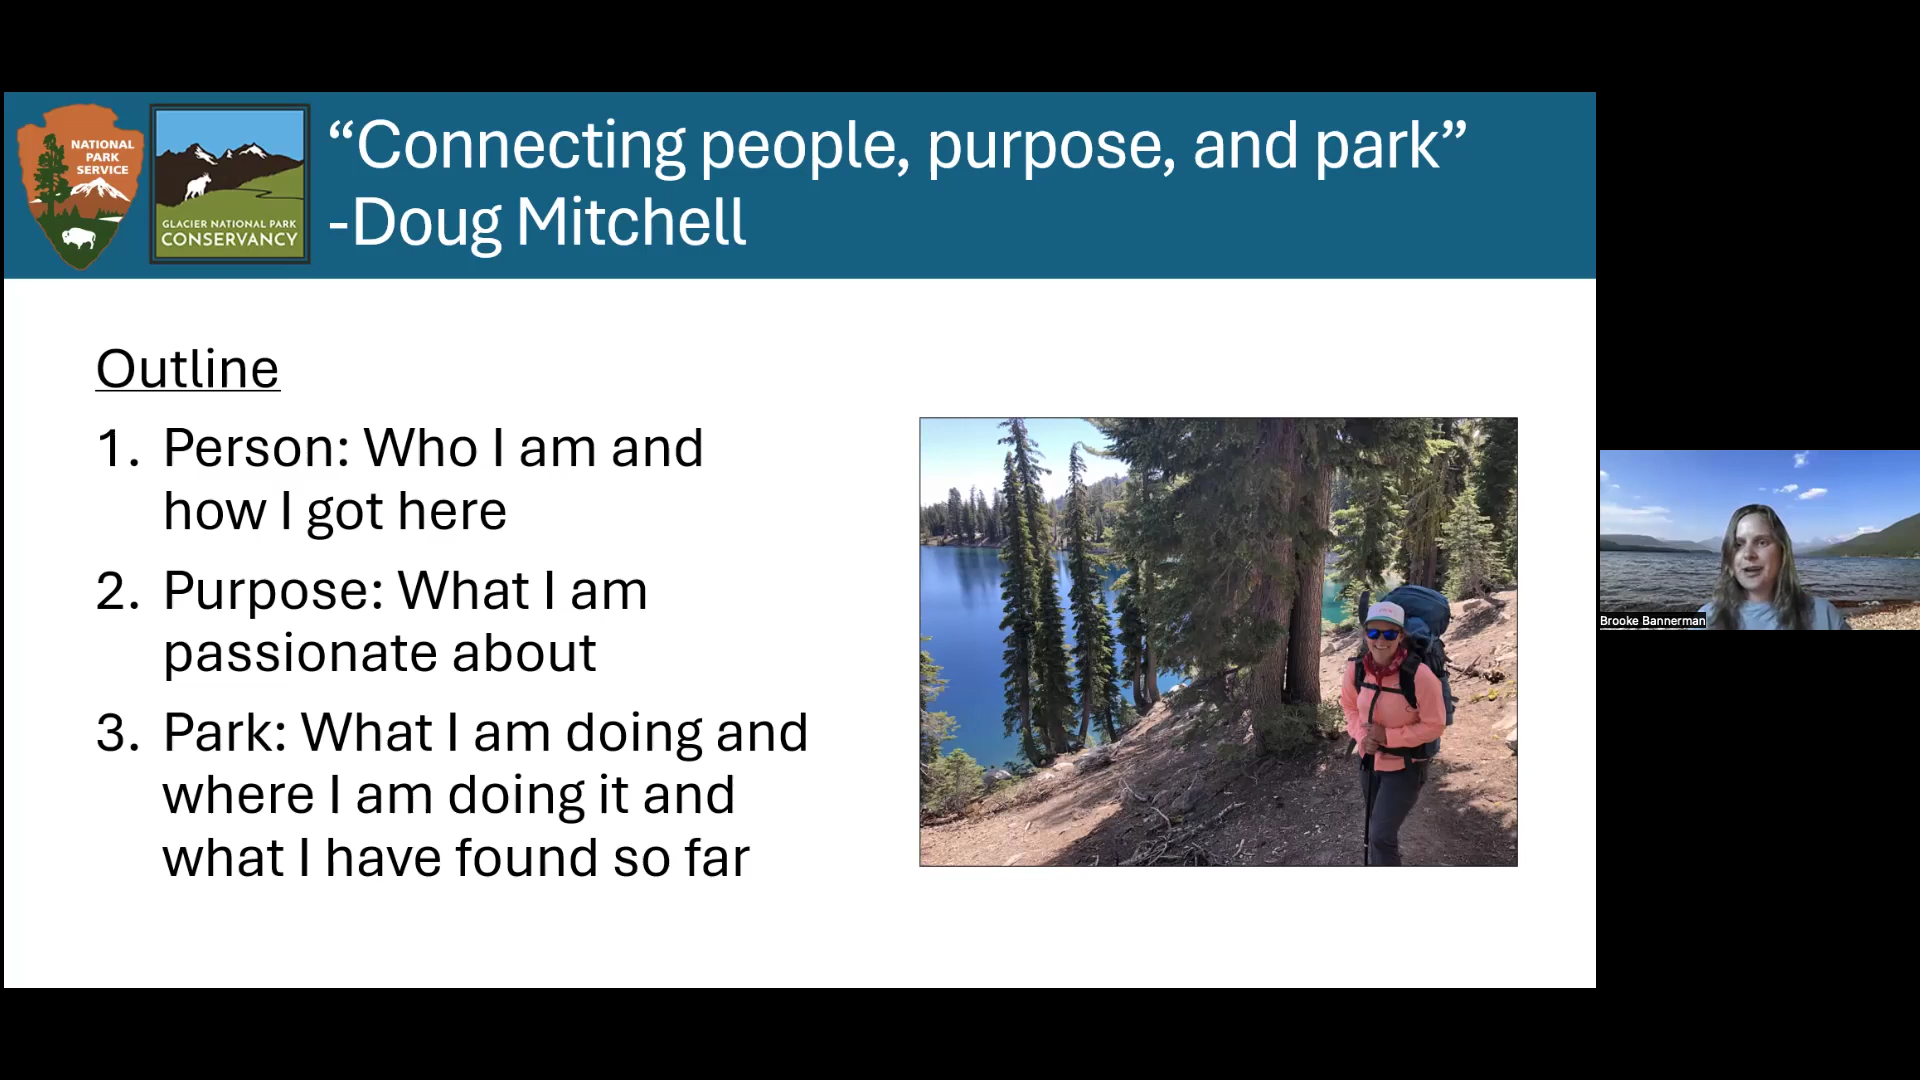 NATIONAL
PARK
SERVICE
GLACIER NATIONAL PARK
CONSERVANCY
“Connecting people, purpose, and park”
-Doug Mitchell
Outline
1. Person: Who I am and
how I got here
2. Purpose: What I am
passionate about
3. Park: What I am doing and
where I am doing it and
what I have found so far
Brooke Bannerman